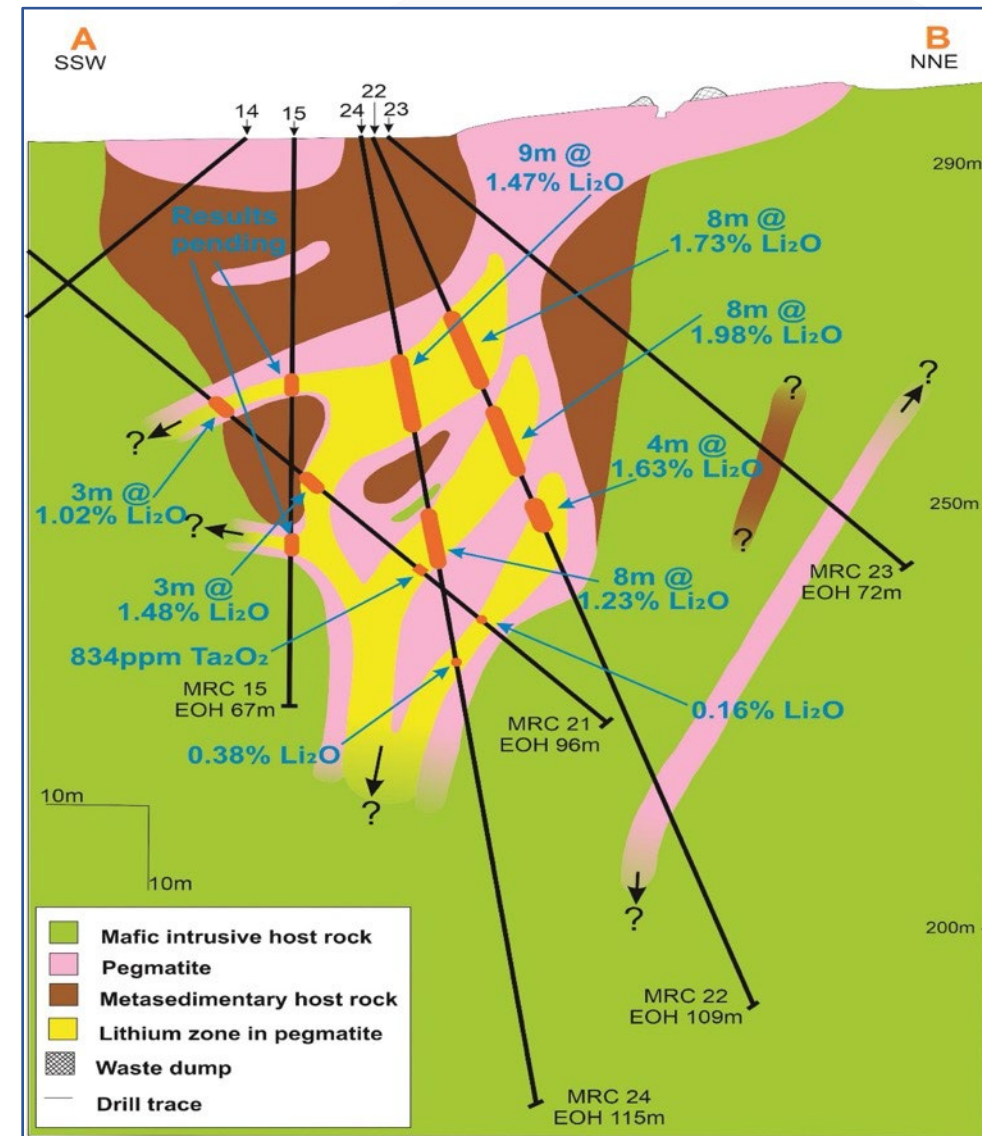 A
SSW
B
NNE
14
15
24
22
23
290m
9m @
1.47% Li₂O
Results
pending
8m @
1.73% Li₂O
8m @
1.98% Li₂O
?
?
?
4m @
1.63% Li₂O
250m
3m @
1.02% Li₂O
?
?
MRC 23
EOH 72m
3m @
1.48% Li₂O
8m @
1.23% Li₂O
834ppm Ta₂O₂
MRC 15
EOH 67m
0.16% Li₂O
MRC 21
EOH 96m
0.38% Li₂O
?
10m
10m
?
200m
Mafic intrusive host rock
Pegmatite
Metasedimentary host rock
Lithium zone in pegmatite
Waste dump
Drill trace
MRC 22
EOH 109m
MRC 24
EOH 115m